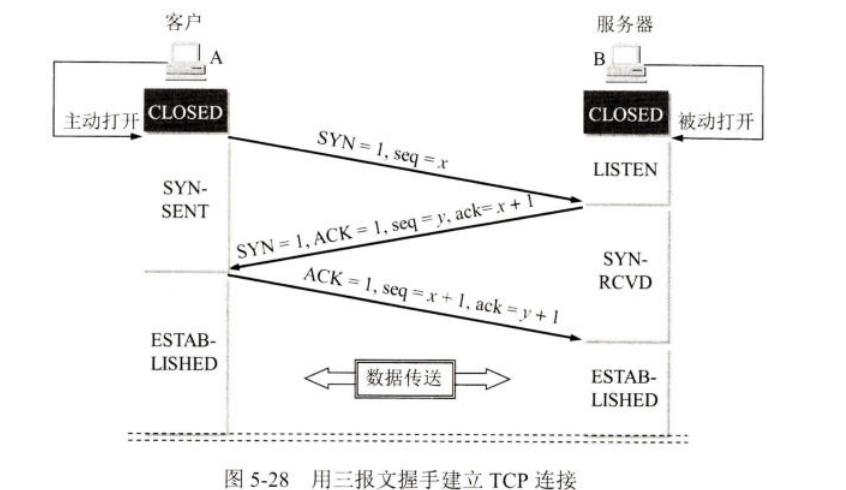 客户
服务器
A
B
主动打开
CLOSED
CLOSED
被动打开
SYN = 1, seq = x
LISTEN
SYN-
SENT
SYN = 1, ACK = 1, seq = y, ack= x + 1
SYN-
RCVD
ACK = 1, seq = x + 1, ack = y + 1
ESTAB-
LISHED
数据传送
ESTAB-
LISHED
图 5-28 用三报文握手建立 TCP 连接